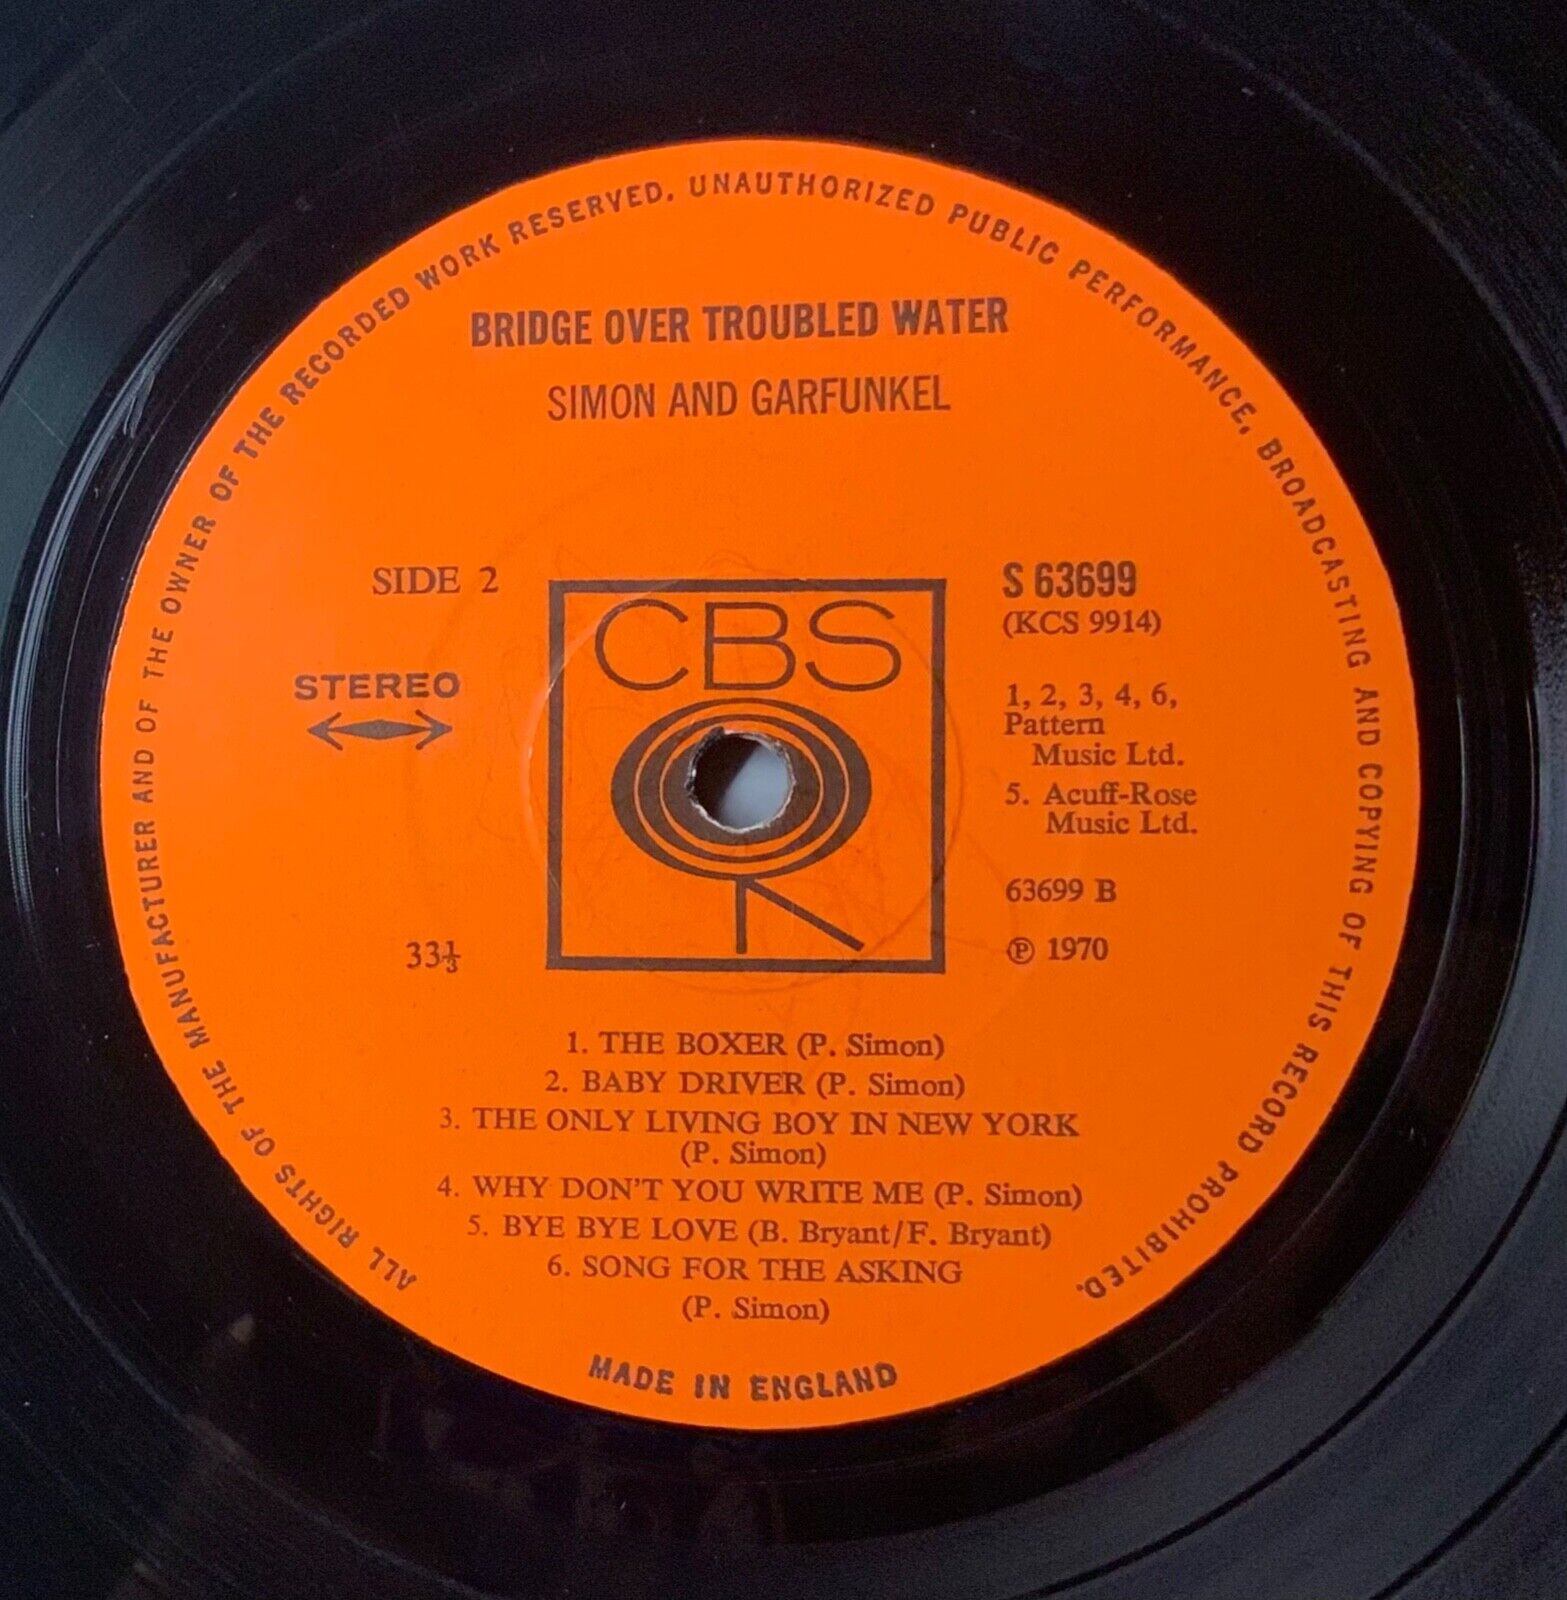 ALL RIGHTS OF THE MANUFACTURER AND OF THE OWNER OF THE RECORDED WORK RESERVED. UNAUTHORIZED PUBLIC PERFORMANCE, BROADCASTING AND COPYING OF THIS RECORD PROHIBITED.
BRIDGE OVER TROUBLED WATER
SIMON AND GARFUNKEL
SIDE 2
STEREO
33⅓
CBS
S 63699
(KCS 9914)
1, 2, 3, 4, 6,
Pattern
Music Ltd.
5. Acuff-Rose
Music Ltd.
63699 B
℗ 1970
1. THE BOXER (P. Simon)
2. BABY DRIVER (P. Simon)
3. THE ONLY LIVING BOY IN NEW YORK
(P. Simon)
4. WHY DON'T YOU WRITE ME (P. Simon)
5. BYE BYE LOVE (B. Bryant/F. Bryant)
6. SONG FOR THE ASKING
(P. Simon)
MADE IN ENGLAND